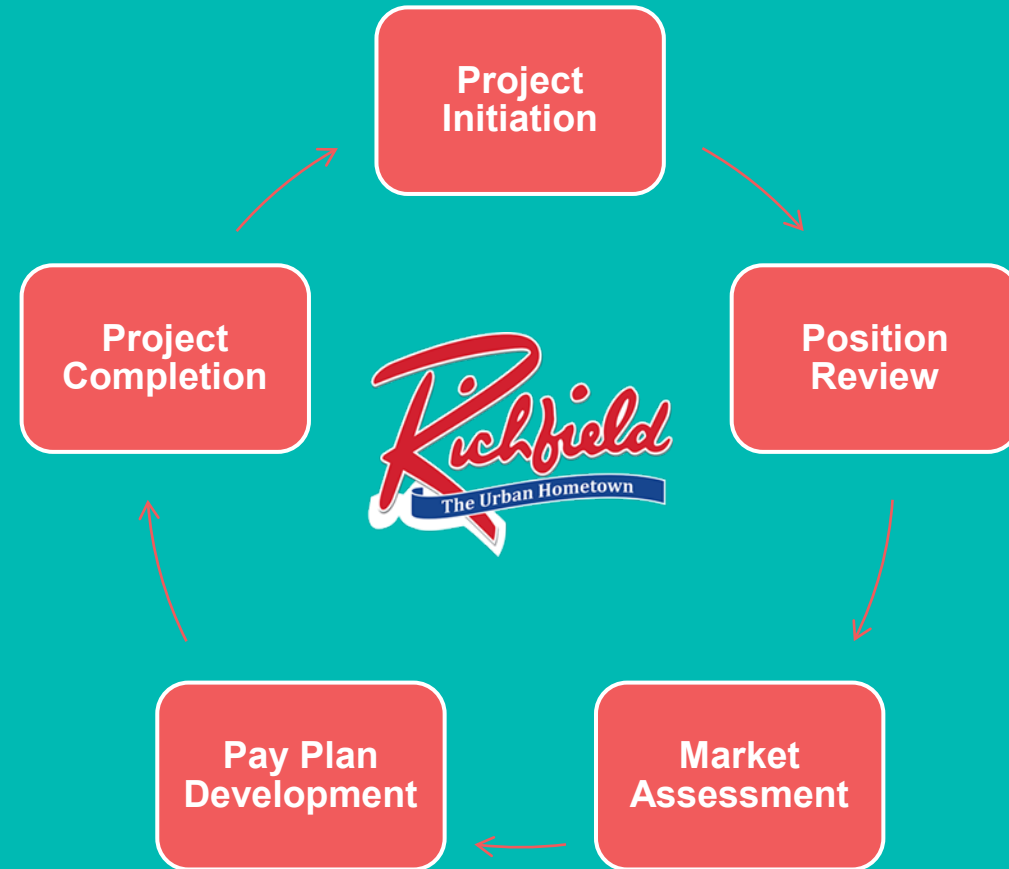 Project
Initiation
Position
Review
Market
Assessment
Pay Plan
Development
Project
Completion
Richfield
The Urban Hometown